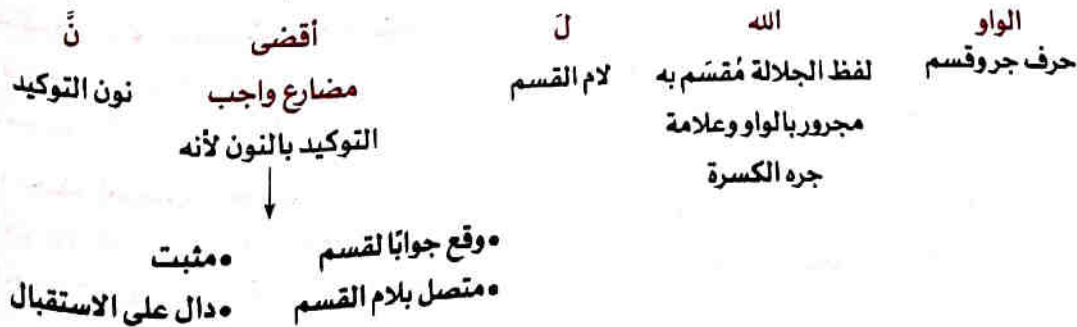 الواو الله لَ أقضى نَّ
حرف جر وقسم لفظ الجلالة مُقسَم به لام القسم مضارع واجب نون التوكيد
مجرور بالواو وعلامة التوكيد بالنون لأنه
جره الكسرة
•وقع جوابًا لقسم •مثبت
•متصل بلام القسم •دال على الاستقبال